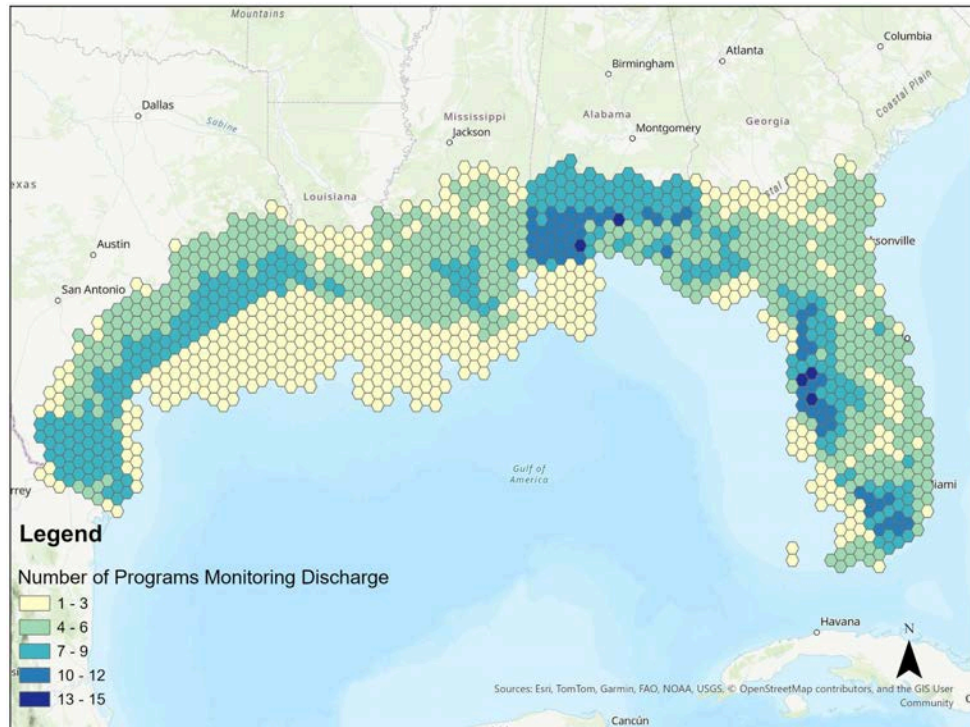 Mountains
Columbia
Atlanta
Birmingham
Dallas
Coastal Plain
Sabine
Mississippi
Alabama
Georgia
Jackson
Montgomery
exas
Louisiana
Austin
San Antonio
Gulf of
America
rrey
iami
Legend
Number of Programs Monitoring Discharge
1 - 3
4 - 6
7 - 9
10 - 12
13 - 15
Havana
N
Sources: Esri, TomTom, Garmin, FAO, NOAA, USGS, © OpenStreetMap contributors, and the GIS User
Community
Cancún